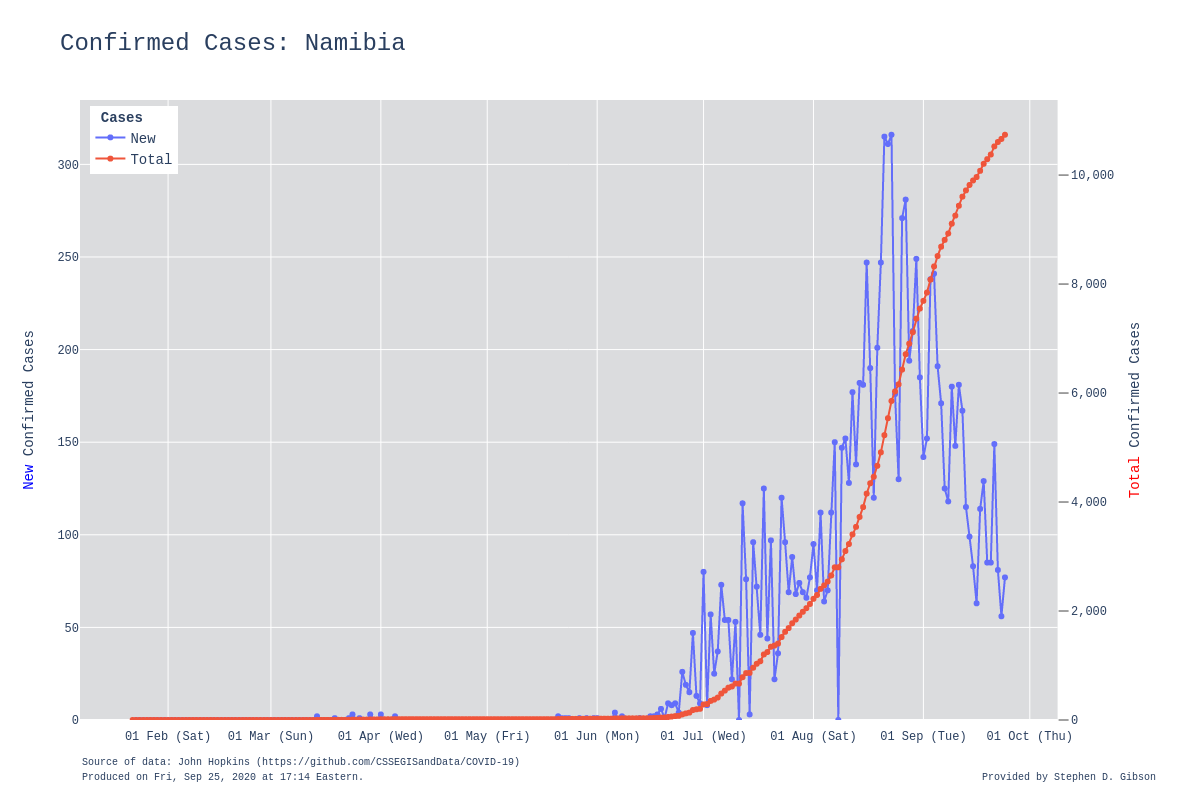 Confirmed Cases: Namibia
Cases
New
Total
300
250
200
150
100
50
0
10,000
8,000
6,000
4,000
2,000
0
New Confirmed Cases
Total Confirmed Cases
01 Feb (Sat) 01 Mar (Sun) 01 Apr (Wed) 01 May (Fri) 01 Jun (Mon) 01 Jul (Wed) 01 Aug (Sat) 01 Sep (Tue) 01 Oct (Thu)
Source of data: John Hopkins (https://github.com/CSSEGISandData/COVID-19)
Produced on Fri, Sep 25, 2020 at 17:14 Eastern.
Provided by Stephen D. Gibson